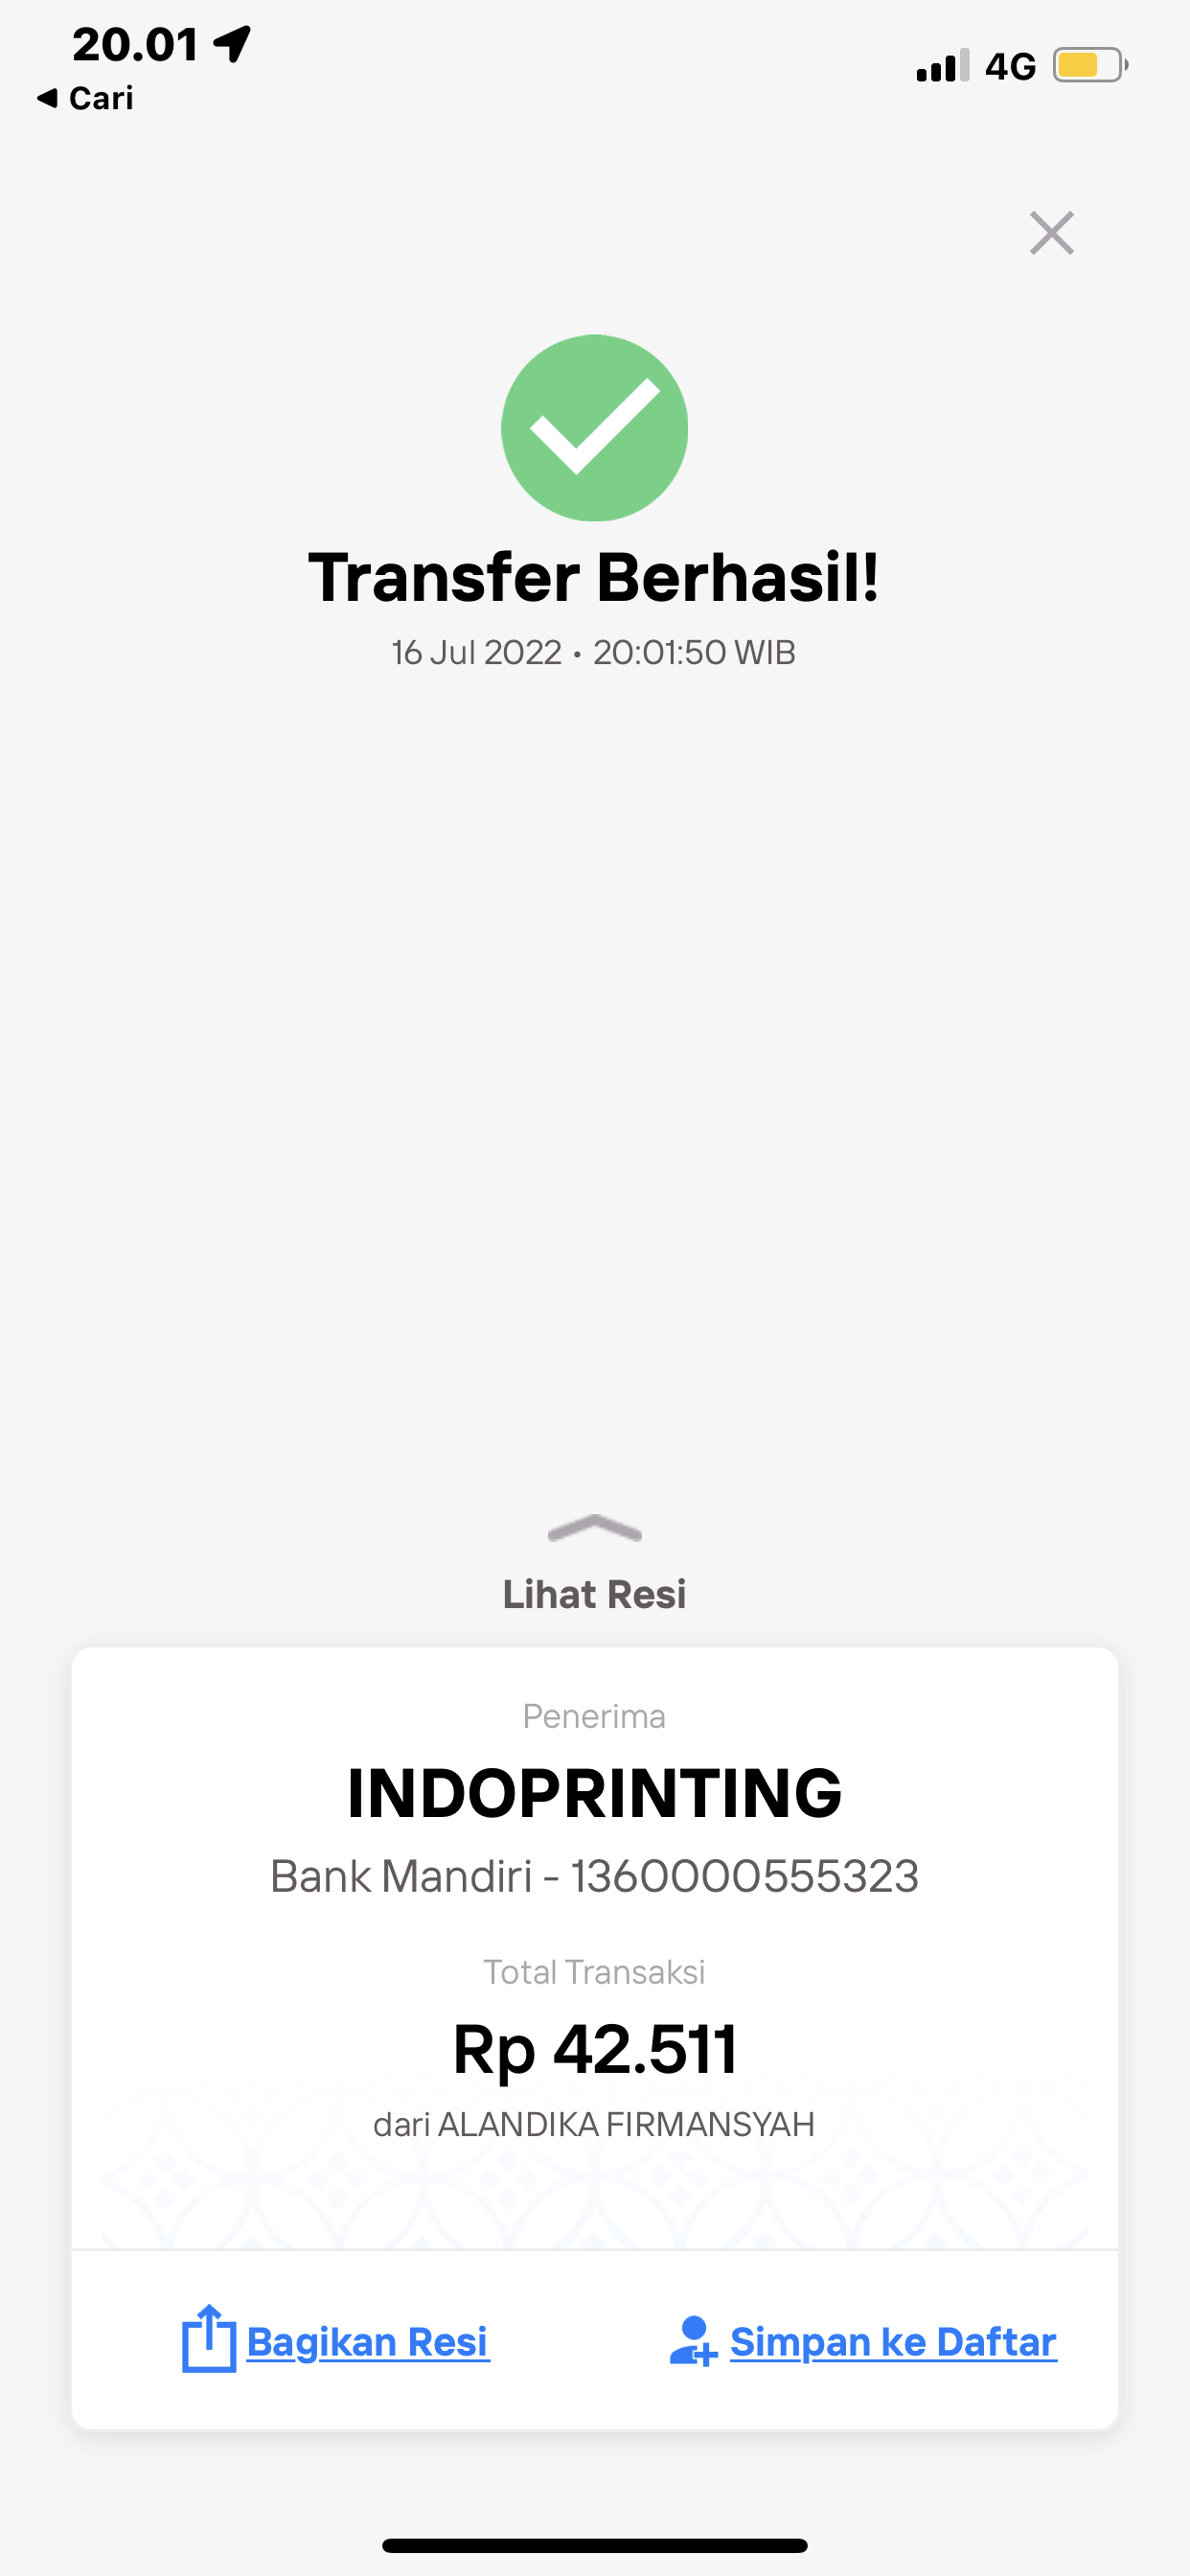 20.01
4G
Cari
Transfer Berhasil!
16 Jul 2022 • 20:01:50 WIB
Lihat Resi
Penerima
INDOPRINTING
Bank Mandiri - 1360000555323
Total Transaksi
Rp 42.511
dari ALANDIKA FIRMANSYAH
Bagikan Resi
Simpan ke Daftar